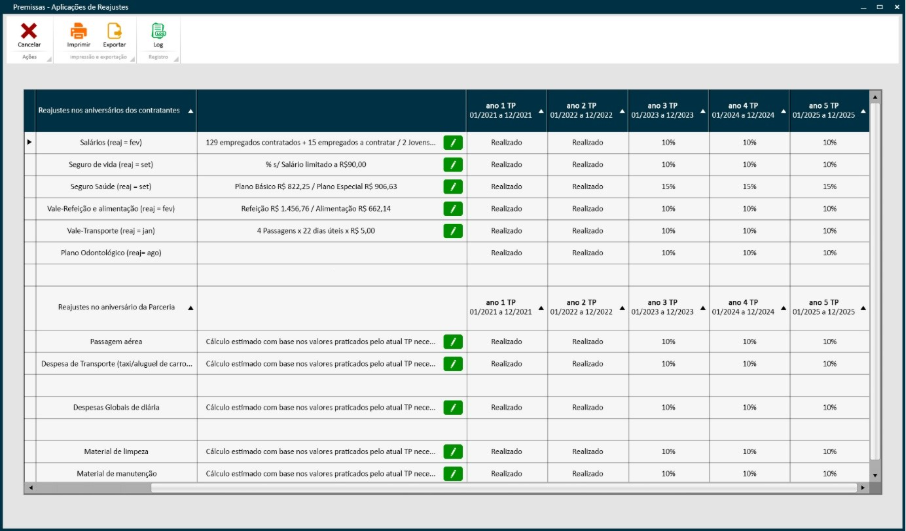 Premissas - Aplicações de Reajustes
Cancelar Imprimir Exportar Log
Ações Impressão e exportação Registro
Reajustes nos aniversários dos contratantes ano 1 TP 01/2021 a 12/2021 ano 2 TP 01/2022 a 12/2022 ano 3 TP 01/2023 a 12/2023 ano 4 TP 01/2024 a 12/2024 ano 5 TP 01/2025 a 12/2025
Salários (reaj = fev) 129 empregados contratados + 15 empregados a contratar / 2 Jovens... Realizado Realizado 10% 10% 10%
Seguro de vida (reaj = set) % s/ Salário limitado a R$90,00 Realizado Realizado 10% 10% 10%
Seguro Saúde (reaj = set) Plano Básico R$ 822,25 / Plano Especial R$ 906,63 Realizado Realizado 15% 15% 15%
Vale-Refeição e alimentação (reaj = fev) Refeição R$ 1.456,76 / Alimentação R$ 662,14 Realizado Realizado 10% 10% 10%
Vale-Transporte (reaj = jan) 4 Passagens x 22 dias úteis x R$ 5,00 Realizado Realizado 10% 10% 10%
Plano Odontológico (reaj= ago) Realizado Realizado 10% 10% 10%
Reajustes no aniversário da Parceria ano 1 TP 01/2021 a 12/2021 ano 2 TP 01/2022 a 12/2022 ano 3 TP 01/2023 a 12/2023 ano 4 TP 01/2024 a 12/2024 ano 5 TP 01/2025 a 12/2025
Passagem aérea Cálculo estimado com base nos valores praticados pelo atual TP nece... Realizado Realizado 10% 10% 10%
Despesa de Transporte (taxi/aluguel de carro... Cálculo estimado com base nos valores praticados pelo atual TP nece... Realizado Realizado 10% 10% 10%
Despesas Globais de diária Cálculo estimado com base nos valores praticados pelo atual TP nece... Realizado Realizado 10% 10% 10%
Material de limpeza Cálculo estimado com base nos valores praticados pelo atual TP nece... Realizado Realizado 10% 10% 10%
Material de manutenção Cálculo estimado com base nos valores praticados pelo atual TP nece... Realizado Realizado 10% 10% 10%